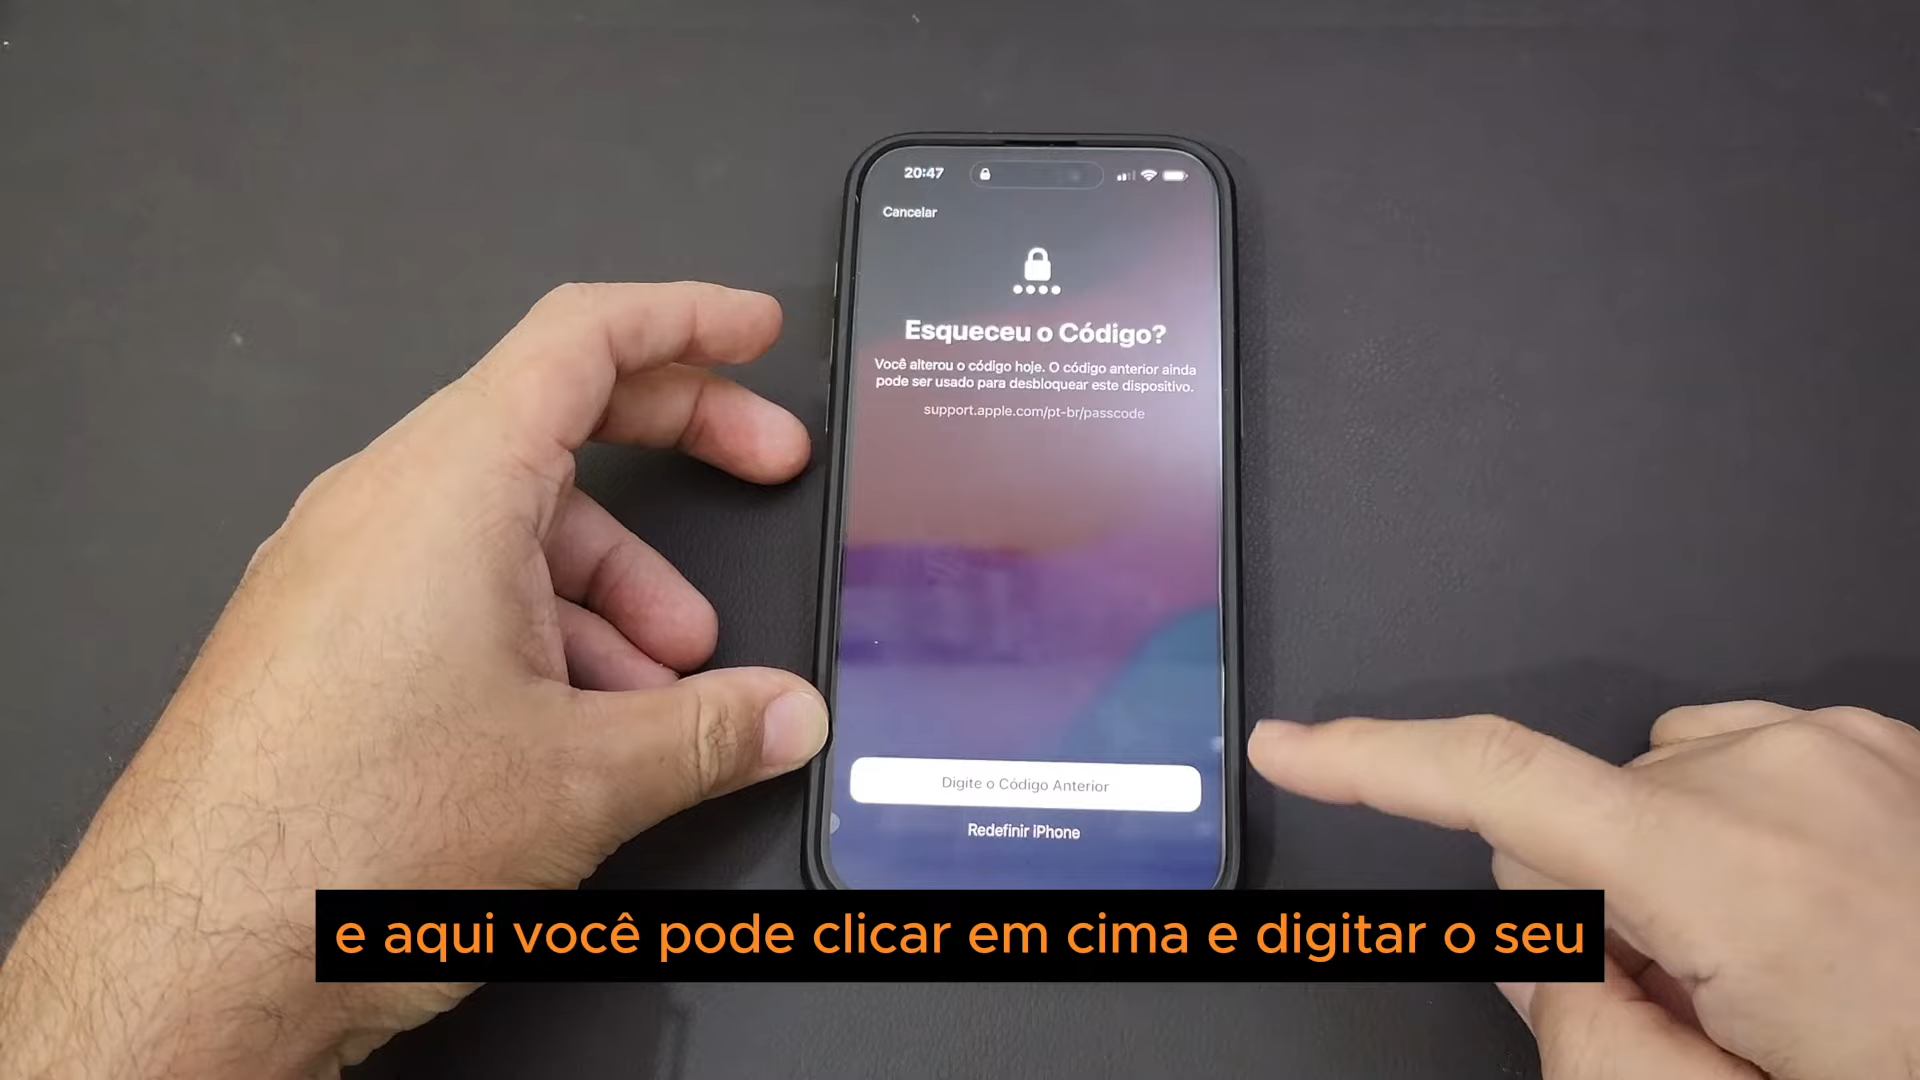 20:47
Cancelar
Esqueceu o Código?
Você alterou o código hoje. O código anterior ainda
pode ser usado para desbloquear este dispositivo.
support.apple.com/pt-br/passcode
Digite o Código Anterior
Redefinir iPhone
e aqui você pode clicar em cima e digitar o seu